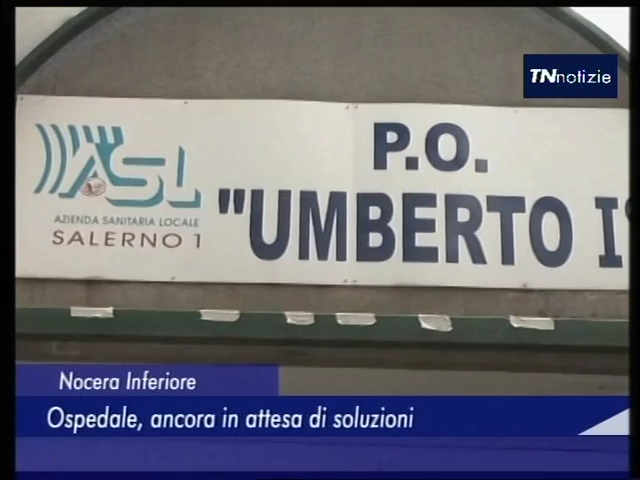 TNnotizie
ASL
AZIENDA SANITARIA LOCALE
SALERNO 1
P.O.
"UMBERTO I°
Nocera Inferiore
Ospedale, ancora in attesa di soluzioni